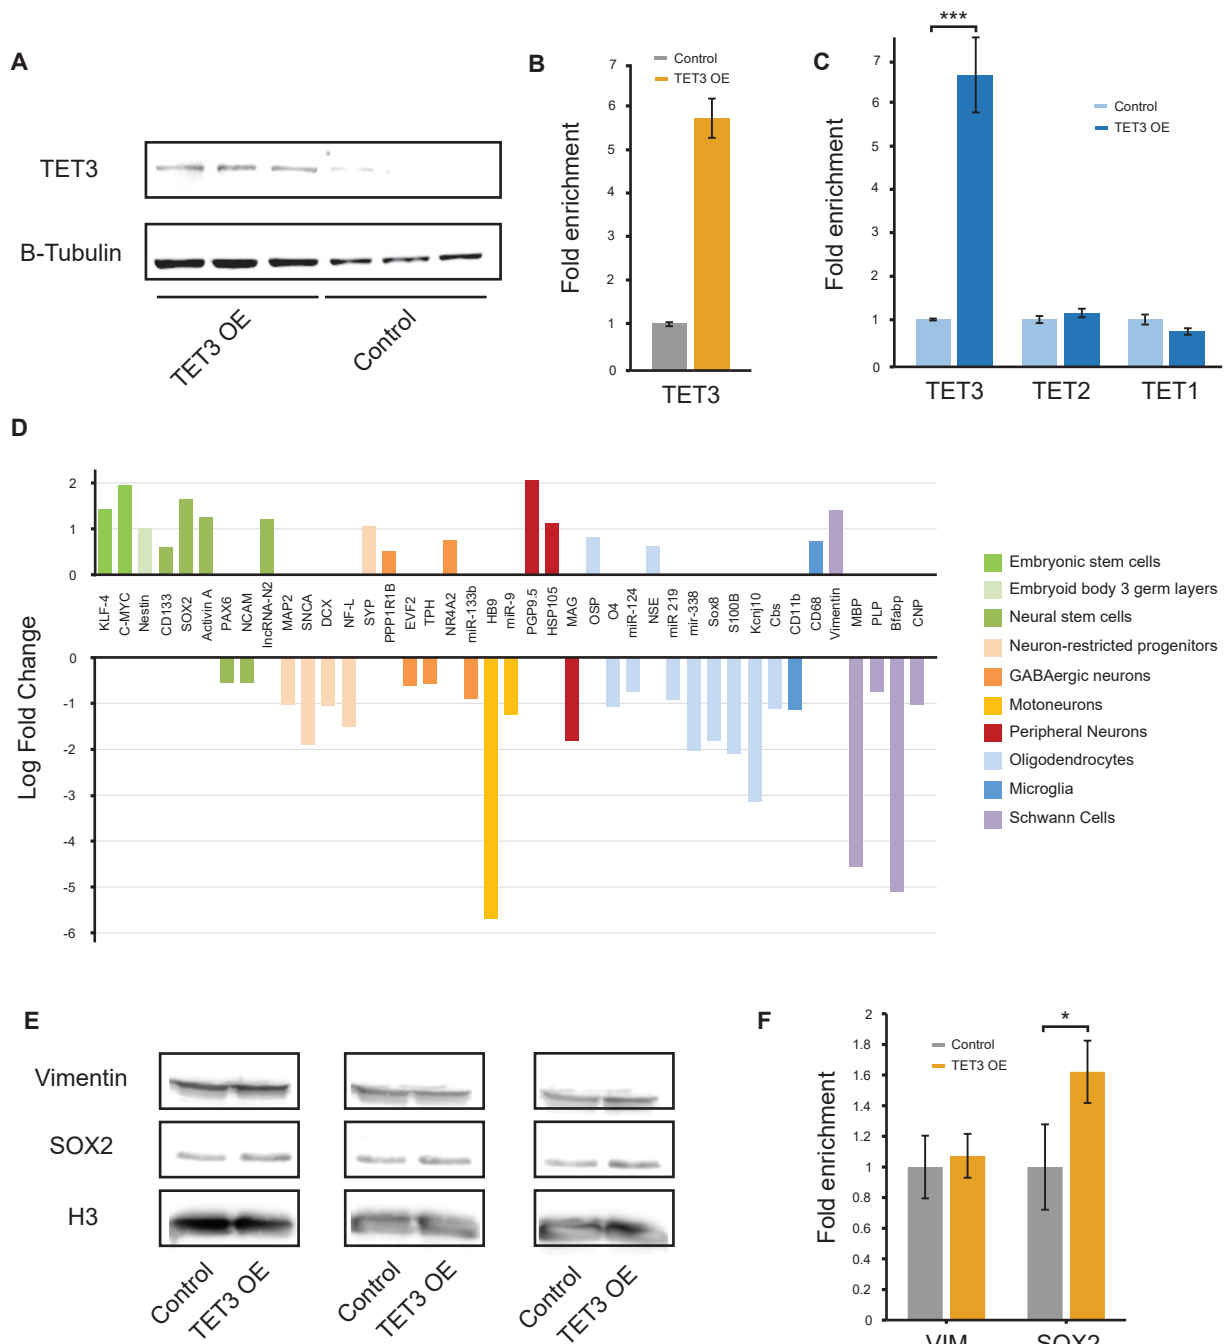 A
TET3
B-Tubulin
TET3 OE
Control
B
Control
TET3 OE
Fold enrichment
7
6
5
4
3
2
1
0
TET3
C
***
Control
TET3 OE
Fold enrichment
7
6
5
4
3
2
1
0
TET3 TET2 TET1
D
Log Fold Change
2
1
0
KLF-4 C-MYC Nestin CD133 SOX2 Activin A PAX6 NCAM lncRNA-N2 MAP2 SNCA DCX NF-L SYP PPP1R1B EVF2 TPH NR4A2 miR-133b HB9 miR-9 PGP9.5 HSP105 MAG OSP O4 miR-124 NSE miR 219 mir-338 Sox8 S100B Kcnj10 Cbs CD11b CD68 Vimentin MBP PLP Bfabp CNP
0
-1
-2
-3
-4
-5
-6
Embryonic stem cells
Embryoid body 3 germ layers
Neural stem cells
Neuron-restricted progenitors
GABAergic neurons
Motoneurons
Peripheral Neurons
Oligodendrocytes
Microglia
Schwann Cells
E
Vimentin
SOX2
H3
Control TET3 OE Control TET3 OE Control TET3 OE
F
*
Control
TET3 OE
Fold enrichment
2
1.8
1.6
1.4
1.2
1
0.8
0.6
0.4
0.2
0
VIM SOX2